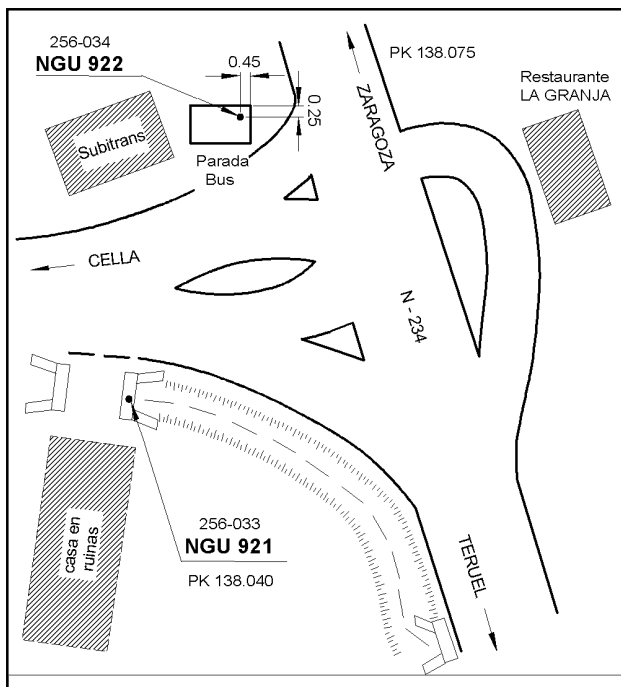 256-034
NGU 922
0.45
0.25
PK 138.075
ZARAGOZA
Restaurante
LA GRANJA
Subitrans
Parada
Bus
CELLA
N - 234
256-033
NGU 921
PK 138.040
casa en
ruinas
TERUEL